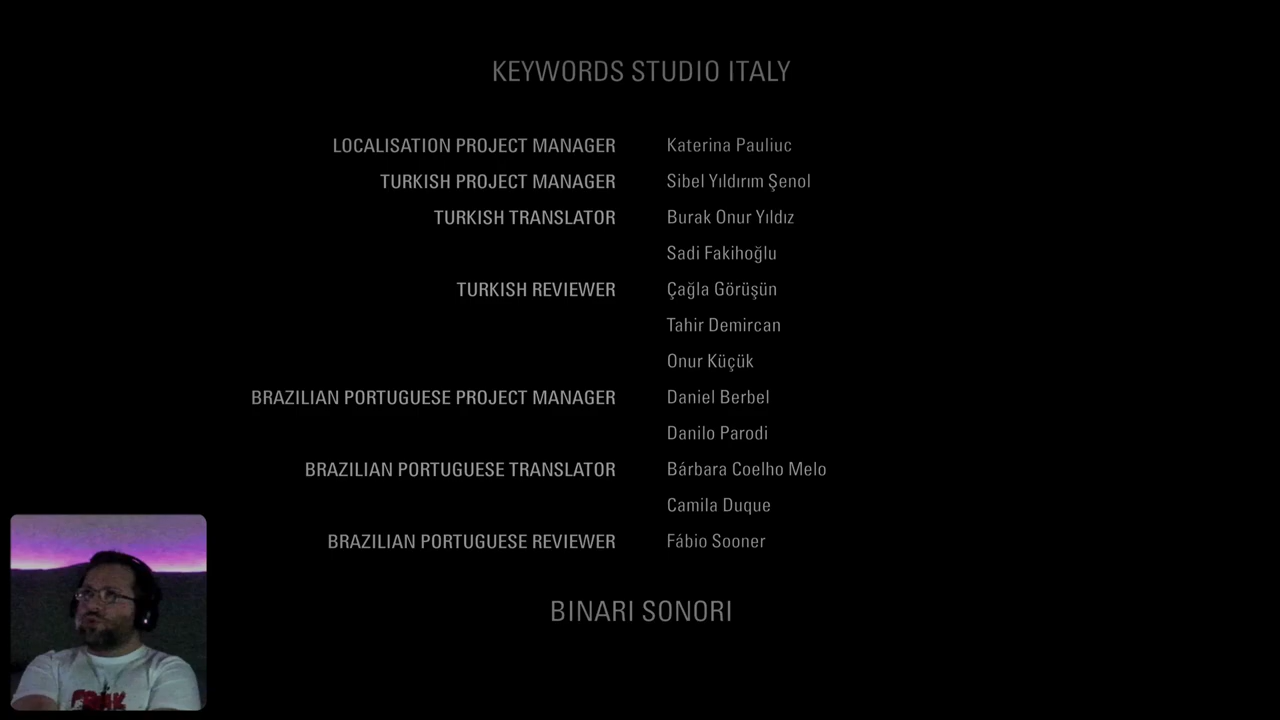 KEYWORDS STUDIO ITALY
LOCALISATION PROJECT MANAGER Katerina Pauliuc
TURKISH PROJECT MANAGER Sibel Yıldırım Şenol
TURKISH TRANSLATOR Burak Onur Yıldız
Sadi Fakihoğlu
TURKISH REVIEWER Çağla Görüşün
Tahir Demircan
Onur Küçük
BRAZILIAN PORTUGUESE PROJECT MANAGER Daniel Berbel
Danilo Parodi
BRAZILIAN PORTUGUESE TRANSLATOR Bárbara Coelho Melo
Camila Duque
BRAZILIAN PORTUGUESE REVIEWER Fábio Sooner
BINARI SONORI